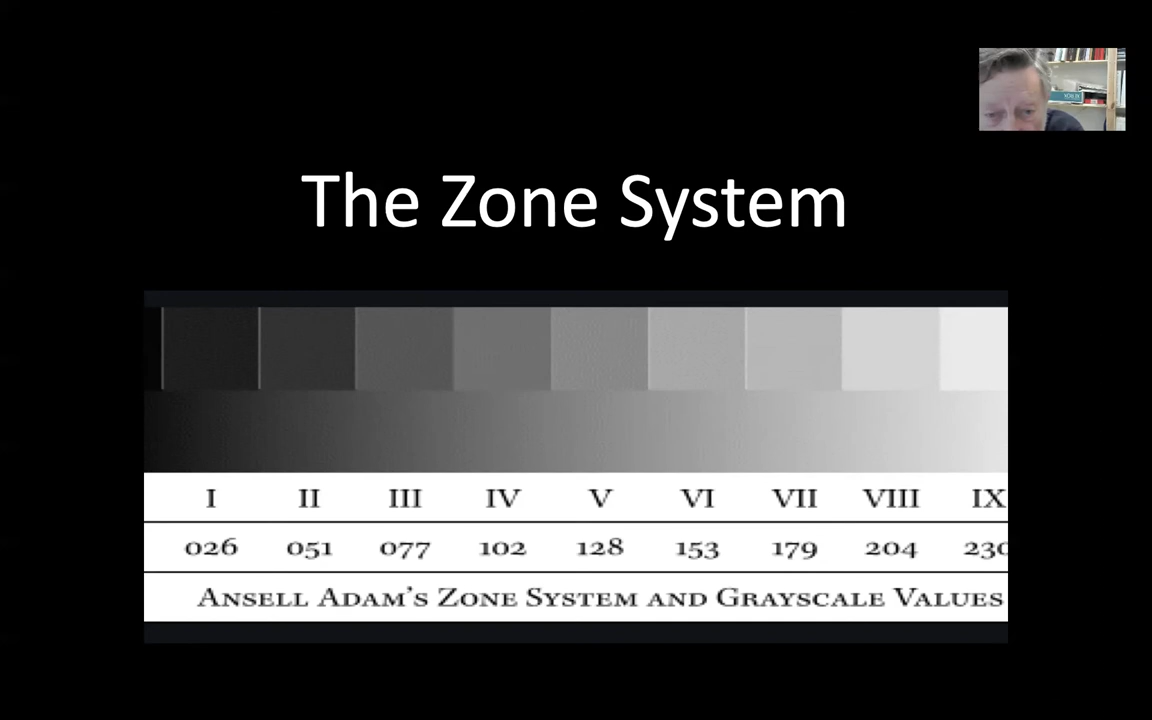 The Zone System
I II III IV V VI VII VIII IX
026 051 077 102 128 153 179 204 230
Ansell Adam's Zone System and Grayscale Values